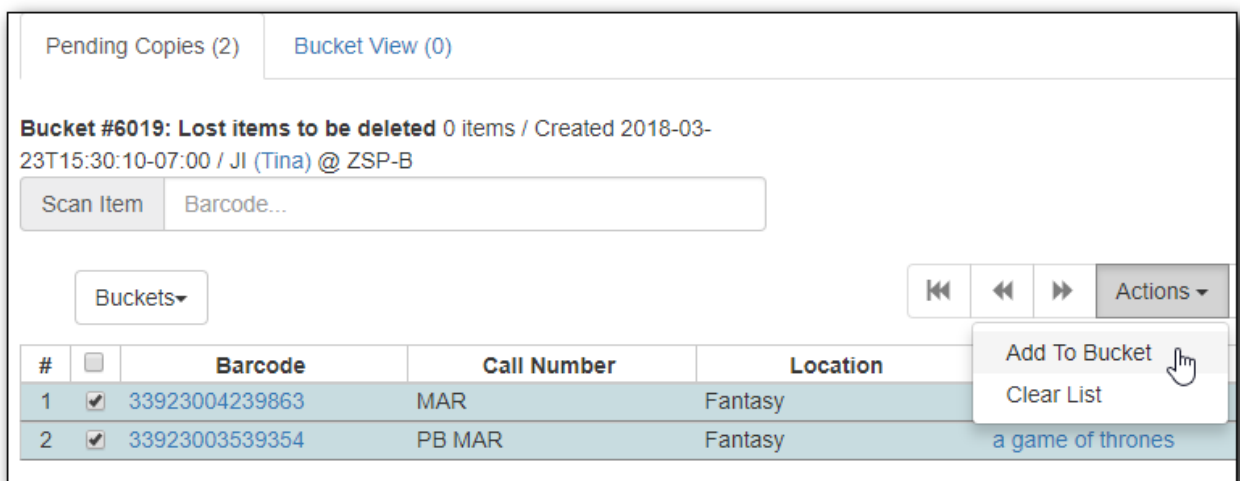 Pending Copies (2) Bucket View (0)
Bucket #6019: Lost items to be deleted 0 items / Created 2018-03-
23T15:30:10-07:00 / JI (Tina) @ ZSP-B
Scan Item Barcode...
Buckets Actions
Add To Bucket
Clear List
# Barcode Call Number Location
1 33923004239863 MAR Fantasy
2 33923003539354 PB MAR Fantasy a game of thrones